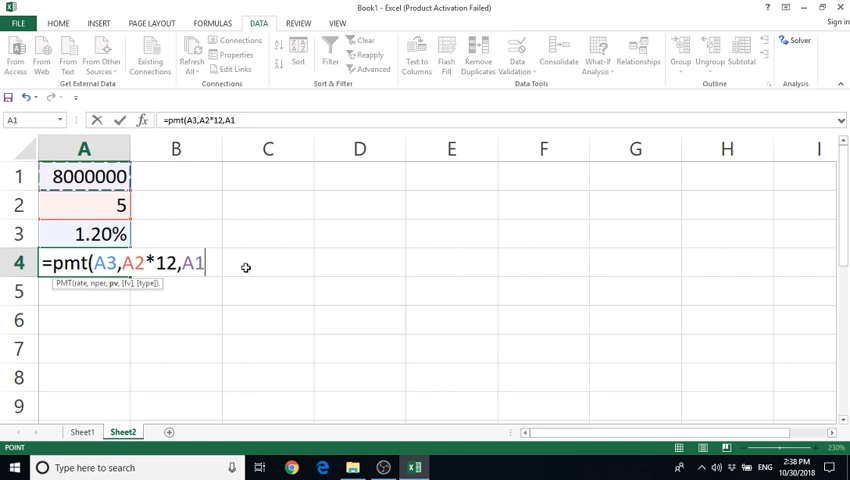 Book1 - Excel (Product Activation Failed)
FILE HOME INSERT PAGE LAYOUT FORMULAS DATA REVIEW VIEW Sign in
From Access
From Web
From Text
From Other Sources
Existing Connections
Refresh All
Connections
Properties
Edit Links
Sort
Filter
Clear
Reapply
Advanced
Text to Columns
Flash Fill
Remove Duplicates
Data Validation
Consolidate
What-If Analysis
Group
Ungroup
Subtotal
Solver
Get External Data Connections Sort & Filter Data Tools Outline Analysis
A1 fx =pmt(A3,A2*12,A1
A B C D E F G H I
1 8000000
2 5
3 1.20%
4 =pmt(A3,A2*12,A1
PMT(rate, nper, pv, [fv], [type])
5
6
7
8
9
Sheet1 Sheet2
POINT 230%
Type here to search ENG 2:38 PM
10/30/2018